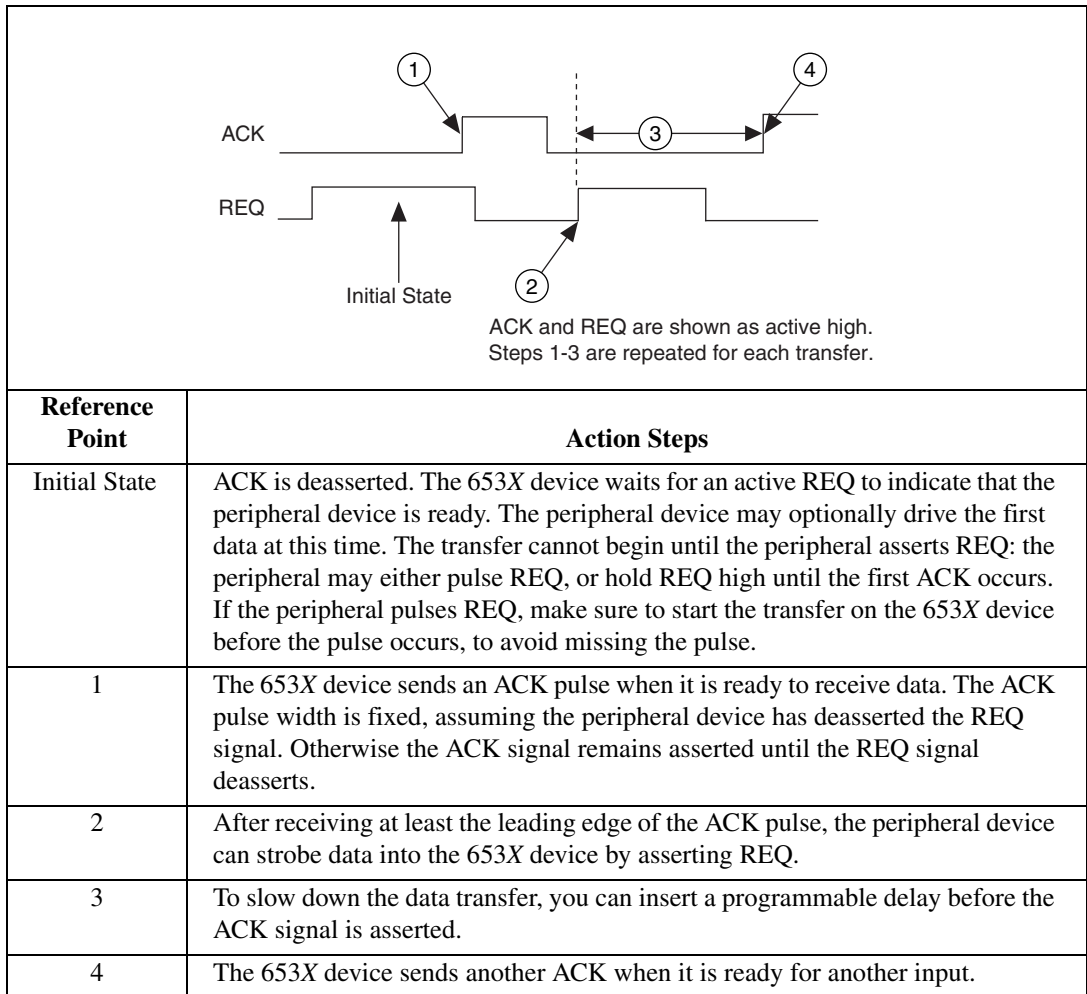 1
4
ACK
3
REQ
Initial State
2
ACK and REQ are shown as active high.
Steps 1-3 are repeated for each transfer.
Reference
Point
Action Steps
Initial State
ACK is deasserted. The 653X device waits for an active REQ to indicate that the
peripheral device is ready. The peripheral device may optionally drive the first
data at this time. The transfer cannot begin until the peripheral asserts REQ: the
peripheral may either pulse REQ, or hold REQ high until the first ACK occurs.
If the peripheral pulses REQ, make sure to start the transfer on the 653X device
before the pulse occurs, to avoid missing the pulse.
1
The 653X device sends an ACK pulse when it is ready to receive data. The ACK
pulse width is fixed, assuming the peripheral device has deasserted the REQ
signal. Otherwise the ACK signal remains asserted until the REQ signal
deasserts.
2
After receiving at least the leading edge of the ACK pulse, the peripheral device
can strobe data into the 653X device by asserting REQ.
3
To slow down the data transfer, you can insert a programmable delay before the
ACK signal is asserted.
4
The 653X device sends another ACK when it is ready for another input.